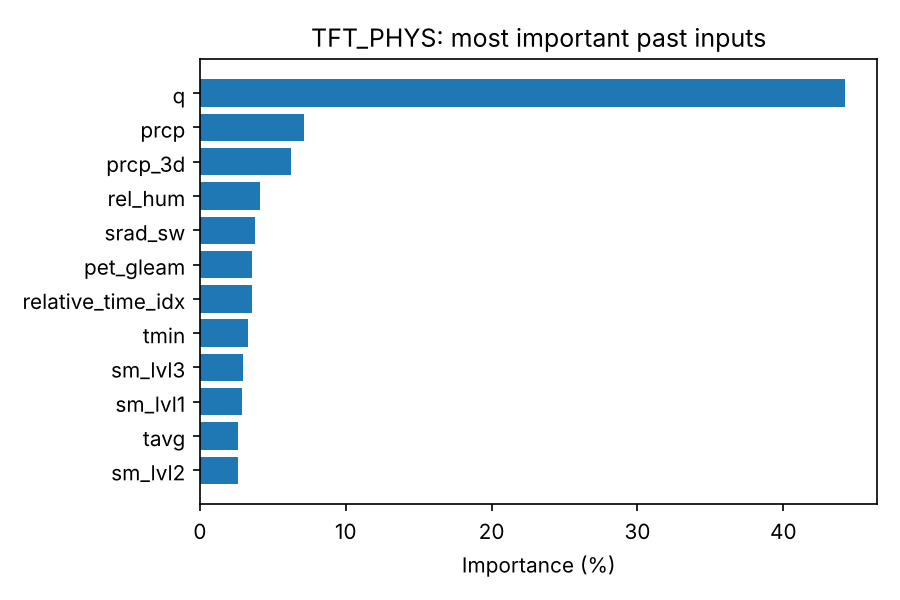 TFT_PHYS: most important past inputs
q
prcp
prcp_3d
rel_hum
srad_sw
pet_gleam
relative_time_idx
tmin
sm_lvl3
sm_lvl1
tavg
sm_lvl2
0 10 20 30 40
Importance (%)